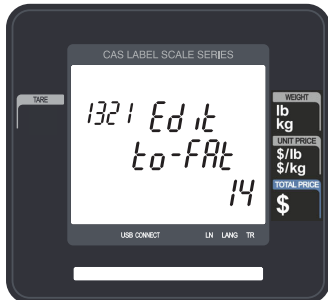 CAS LABEL SCALE SERIES
TARE
1321 Edit
to-FAt
14
WEIGHT
lb
kg
UNIT PRICE
$/lb
$/kg
TOTAL PRICE
$
USB CONNECT LN LANG TR